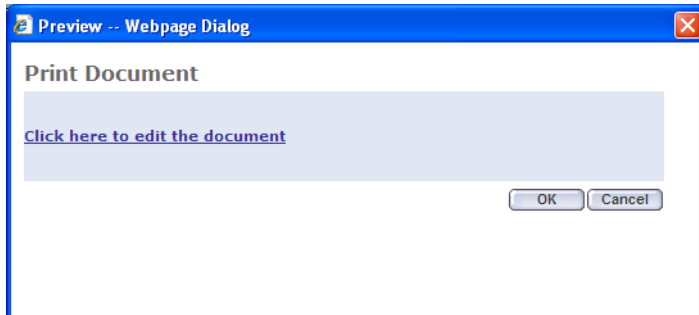 Preview -- Webpage Dialog
Print Document
Click here to edit the document
OK Cancel